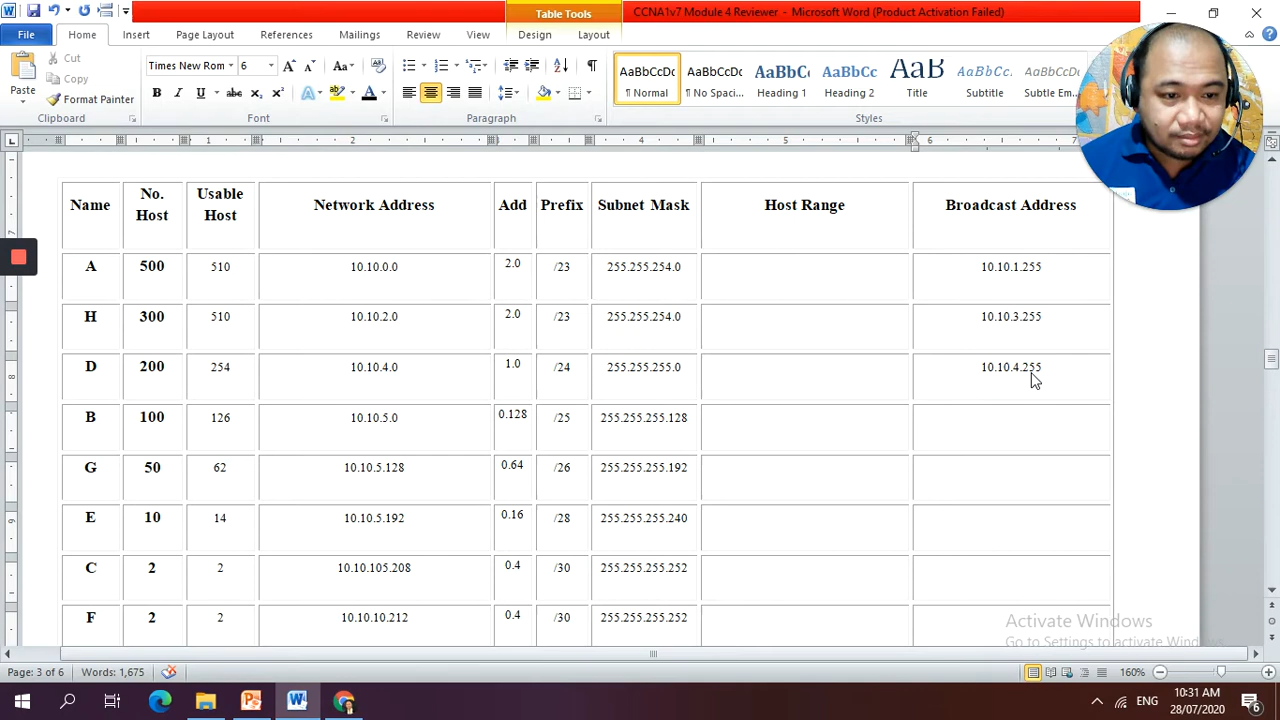 Table Tools
CCNA1v7 Module 4 Reviewer - Microsoft Word (Product Activation Failed)
File Home Insert Page Layout References Mailings Review View Design Layout
Paste
Cut
Copy
Format Painter
Clipboard
Times New Rom 6
Font
Paragraph
AaBbCcDc AaBbCcDc AaBbC AaBbCc AaB AaBbCcL AaBbCcDc
¶ Normal ¶ No Spaci... Heading 1 Heading 2 Title Subtitle Subtle Em...
Styles
1 2 3 4 5 6 7
Name No. Host Usable Host Network Address Add Prefix Subnet Mask Host Range Broadcast Address
A 500 510 10.10.0.0 2.0 /23 255.255.254.0 10.10.1.255
H 300 510 10.10.2.0 2.0 /23 255.255.254.0 10.10.3.255
D 200 254 10.10.4.0 1.0 /24 255.255.255.0 10.10.4.255
B 100 126 10.10.5.0 0.128 /25 255.255.255.128
G 50 62 10.10.5.128 0.64 /26 255.255.255.192
E 10 14 10.10.5.192 0.16 /28 255.255.255.240
C 2 2 10.10.105.208 0.4 /30 255.255.255.252
F 2 2 10.10.10.212 0.4 /30 255.255.255.252
Activate Windows
Go to Settings to activate Windows.
Page: 3 of 6 Words: 1,675 160%
ENG 10:31 AM
28/07/2020
6